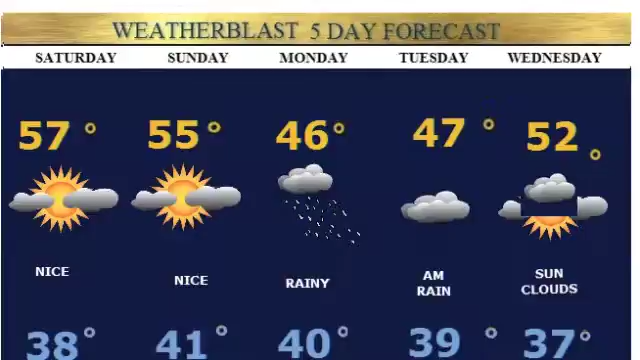 WEATHERBLAST 5 DAY FORECAST
SATURDAY SUNDAY MONDAY TUESDAY WEDNESDAY
57° 55° 46° 47° 52°
NICE NICE RAINY AM RAIN SUN CLOUDS
38° 41° 40° 39° 37°